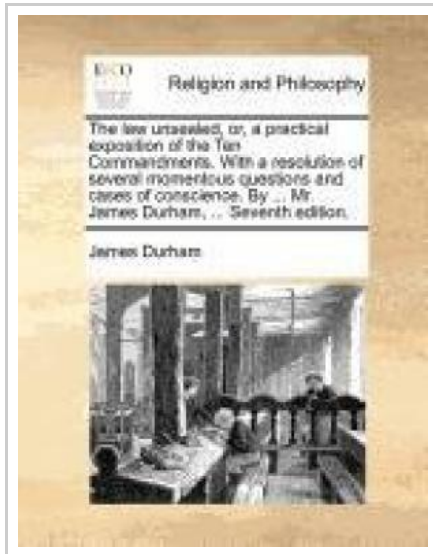 ECCO
Religion and Philosophy
The law unsealed, or, a practical
exposition of the Ten
Commandments. With a resolution of
several momentous questions and
cases of conscience. By ... Mr.
James Durham, ... Seventh edition.
James Durham